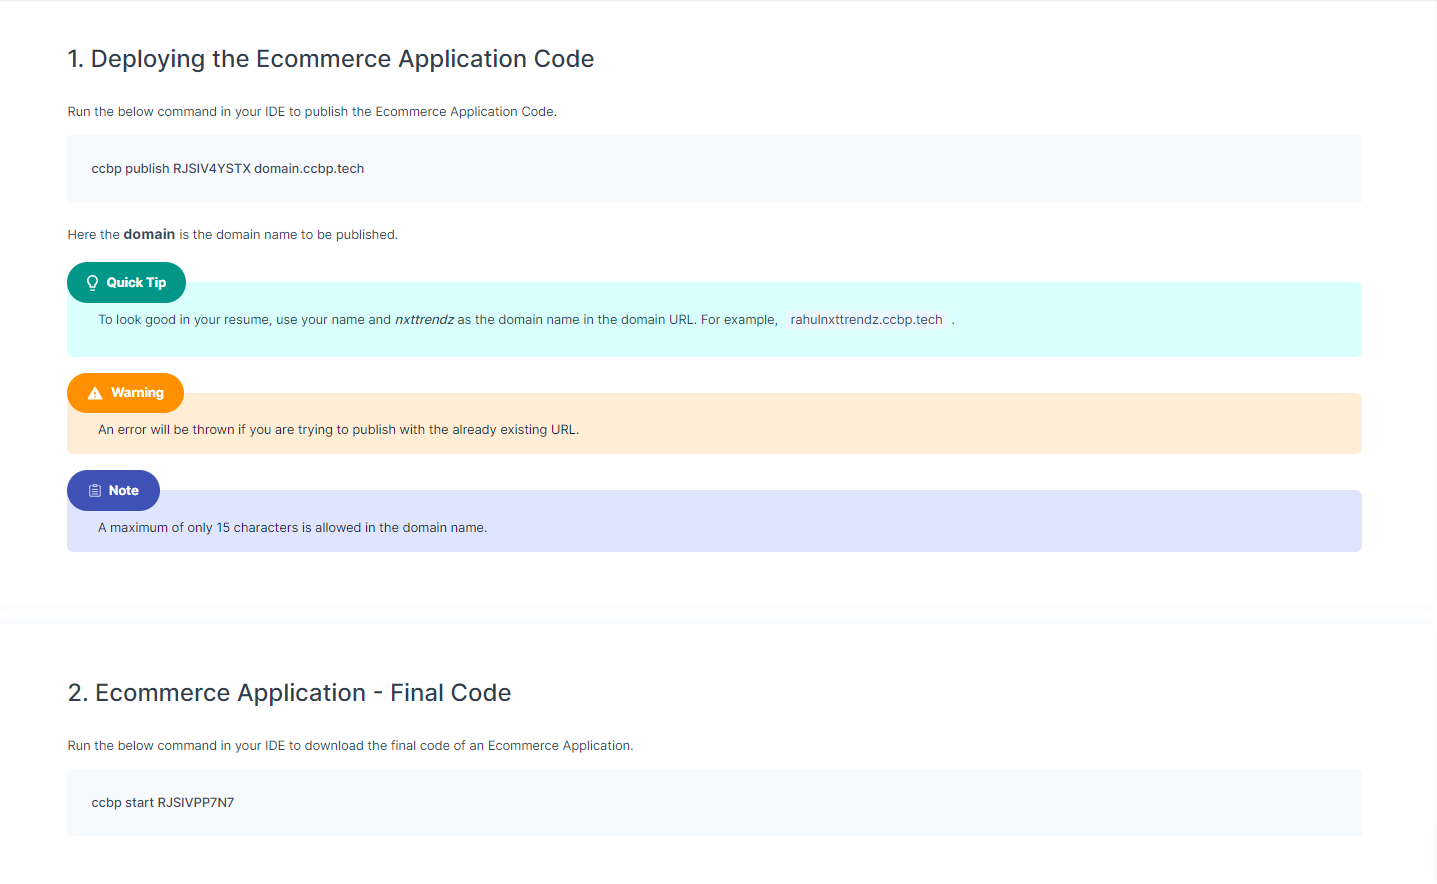 1. Deploying the Ecommerce Application Code
Run the below command in your IDE to publish the Ecommerce Application Code.
ccbp publish RJSIV4YSTX domain.ccbp.tech
Here the domain is the domain name to be published.
Quick Tip
To look good in your resume, use your name and nxttrendz as the domain name in the domain URL. For example, rahulnxttrendz.ccbp.tech .
Warning
An error will be thrown if you are trying to publish with the already existing URL.
Note
A maximum of only 15 characters is allowed in the domain name.
2. Ecommerce Application - Final Code
Run the below command in your IDE to download the final code of an Ecommerce Application.
ccbp start RJSIVPP7N7